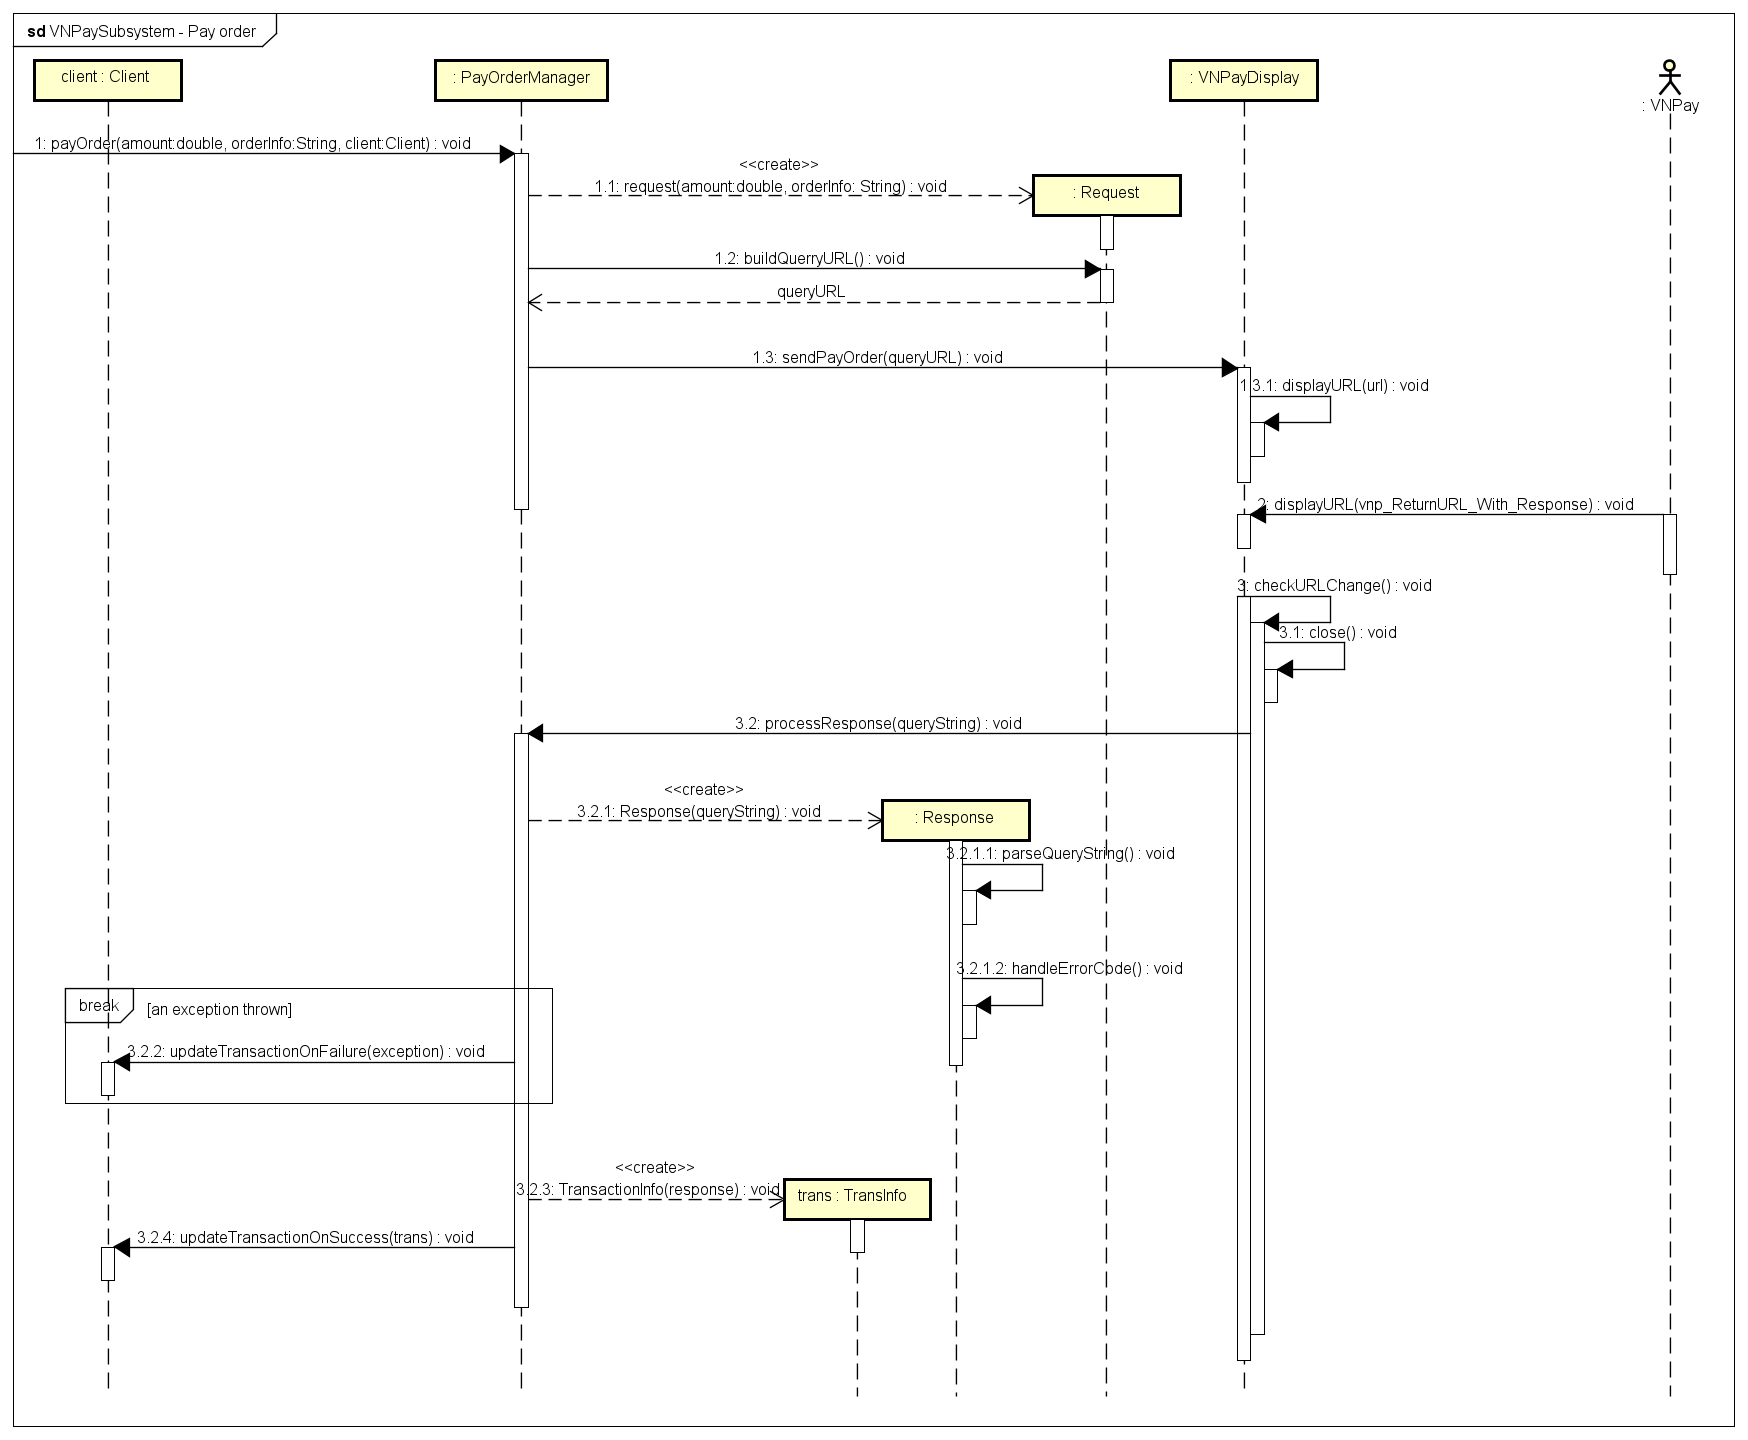 sd VNPaySubsystem - Pay order
client : Client
: PayOrderManager
: VNPayDisplay
: VNPay
1: payOrder(amount:double, orderInfo:String, client:Client) : void
<<create>>
1.1: request(amount:double, orderInfo: String) : void
: Request
1.2: buildQuerryURL() : void
queryURL
1.3: sendPayOrder(queryURL) : void
1.3.1: displayURL(url) : void
2: displayURL(vnp_ReturnURL_With_Response) : void
3: checkURLChange() : void
3.1: close() : void
3.2: processResponse(queryString) : void
<<create>>
3.2.1: Response(queryString) : void
: Response
3.2.1.1: parseQueryString() : void
3.2.1.2: handleErrorCode() : void
break
[an exception thrown]
3.2.2: updateTransactionOnFailure(exception) : void
<<create>>
3.2.3: TransactionInfo(response) : void
trans : TransInfo
3.2.4: updateTransactionOnSuccess(trans) : void